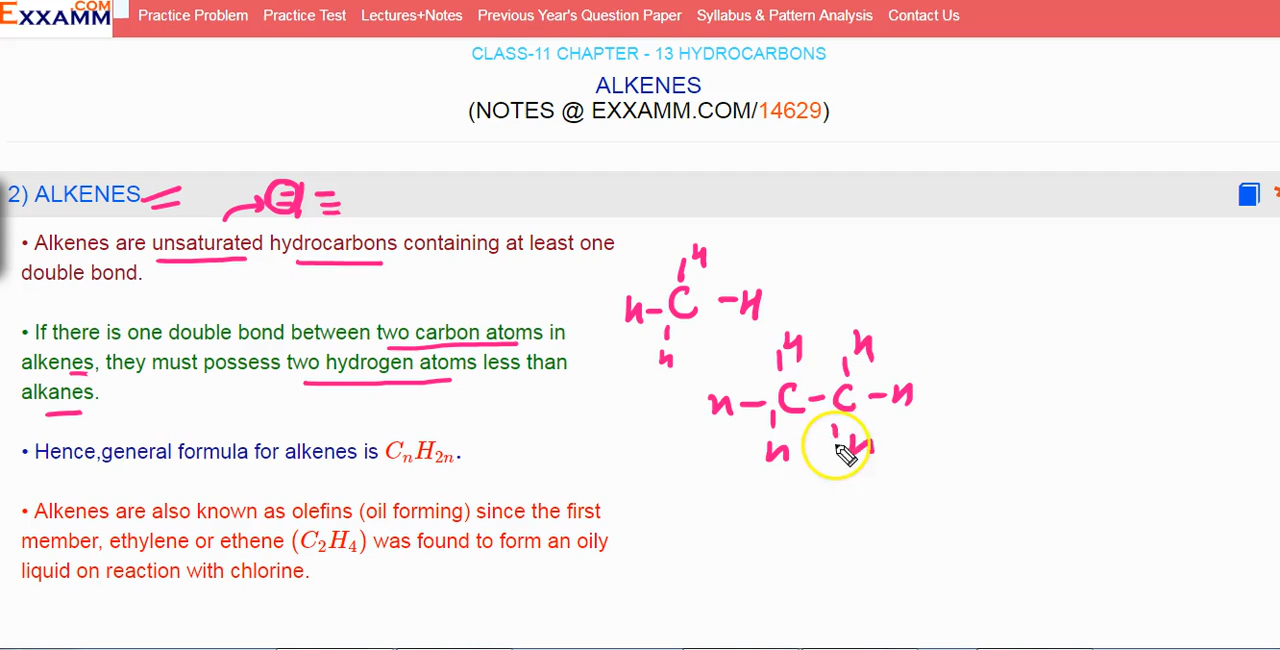 EXXAMM.COM
Practice Problem Practice Test Lectures+Notes Previous Year's Question Paper Syllabus & Pattern Analysis Contact Us
CLASS-11 CHAPTER - 13 HYDROCARBONS
ALKENES
(NOTES @ EXXAMM.COM/14629)
2) ALKENES
• Alkenes are unsaturated hydrocarbons containing at least one
double bond.
• If there is one double bond between two carbon atoms in
alkenes, they must possess two hydrogen atoms less than
alkanes.
• Hence,general formula for alkenes is CₙH₂ₙ.
• Alkenes are also known as olefins (oil forming) since the first
member, ethylene or ethene (C₂H₄) was found to form an oily
liquid on reaction with chlorine.
H
H-C-H
H
H H
H-C-C-H
H H